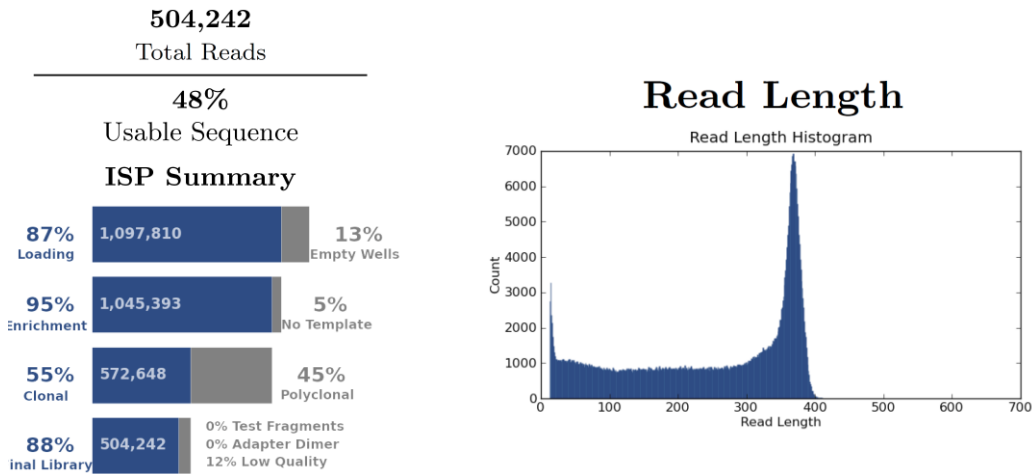 504,242
Total Reads
48%
Usable Sequence
ISP Summary
87%
Loading
1,097,810
13%
Empty Wells
95%
Enrichment
1,045,393
5%
No Template
55%
Clonal
572,648
45%
Polyclonal
88%
inal Library
504,242
0% Test Fragments
0% Adapter Dimer
12% Low Quality
Read Length
Read Length Histogram
7000
6000
5000
4000
3000
2000
1000
0
Count
0 100 200 300 400 500 600 700
Read Length